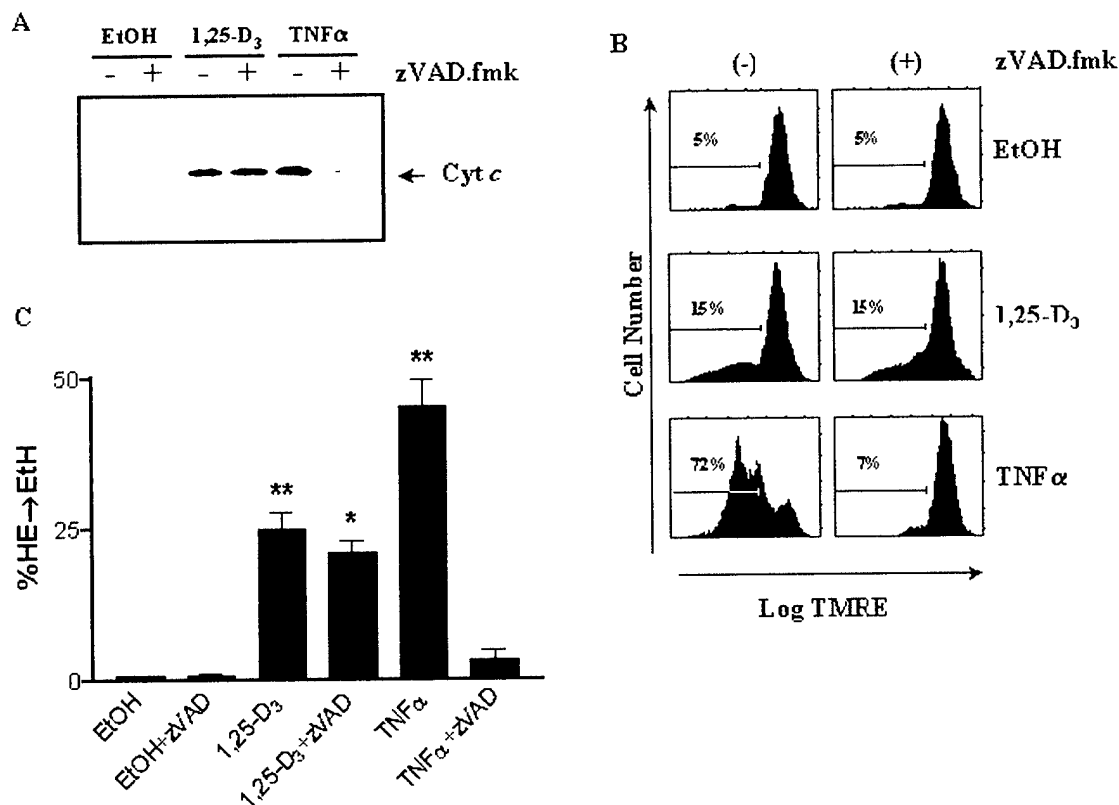 A
EtOH 1,25-D₃ TNFα
- + - + - + zVAD.fmk
← Cyt c
B
(-) (+) zVAD.fmk
5% 5% EtOH
15% 15% 1,25-D₃
72% 7% TNFα
Cell Number
Log TMRE
C
%HE→EtH
50
25
0
** * **
EtOH
EtOH+zVAD
1,25-D₃
1,25-D₃+zVAD
TNFα
TNFα+zVAD